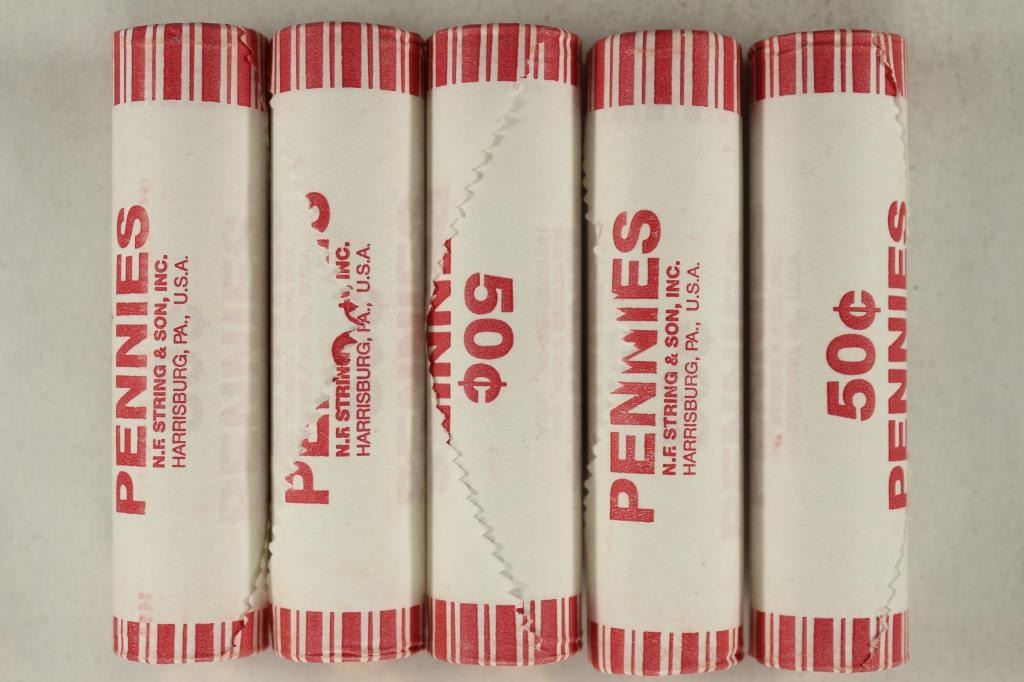 PENNIES
N.F. STRING & SON, INC.
HARRISBURG, PA., U.S.A.
N.F. STRING
INC.
HARRISBURG, PA., U.S.A.
50¢
PENNIES
N.F. STRING & SON, INC.
HARRISBURG, PA., U.S.A.
50¢
PENNIES